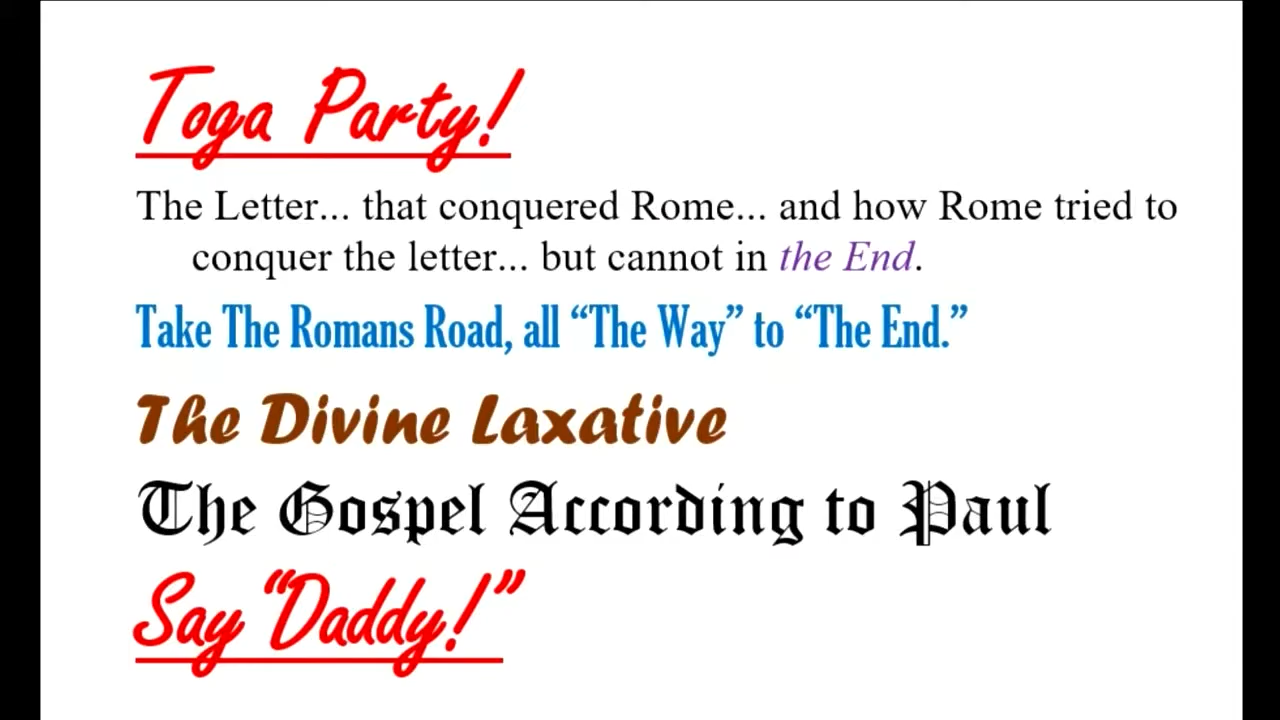 Toga Party!
The Letter... that conquered Rome... and how Rome tried to
conquer the letter... but cannot in the End.
Take The Romans Road, all “The Way” to “The End.”
The Divine Laxative
The Gospel According to Paul
Say “Daddy!”